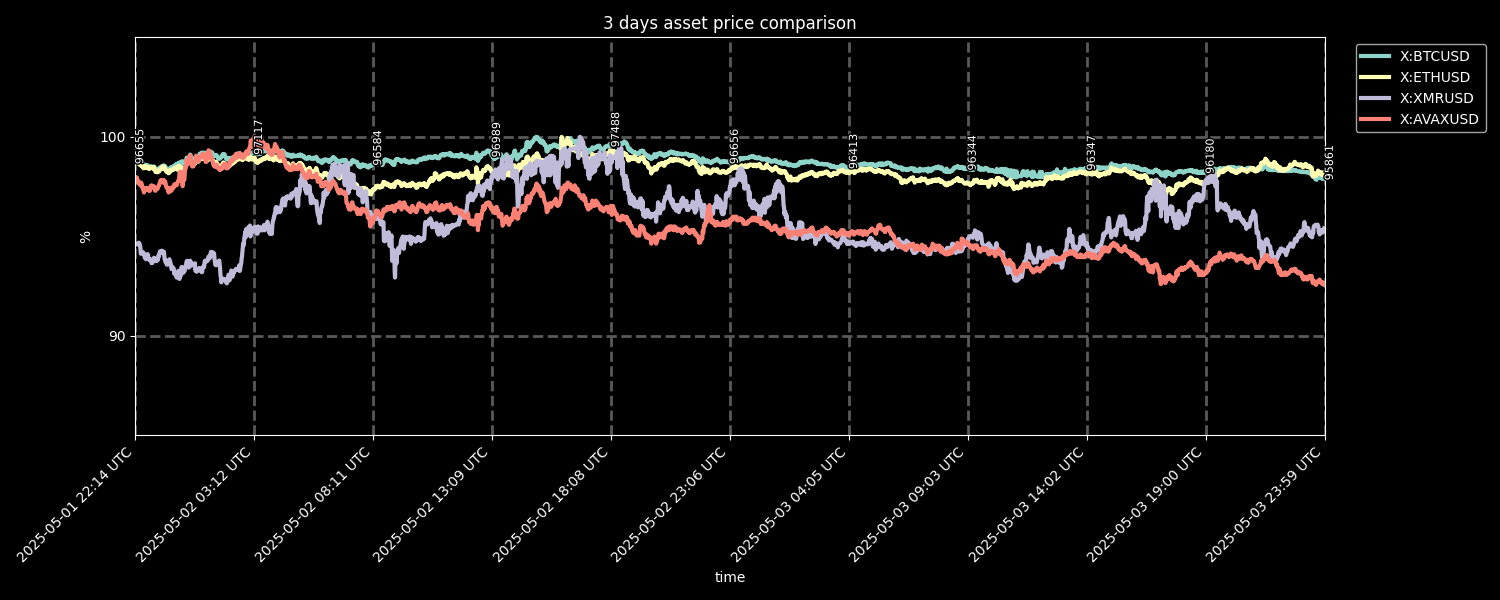 3 days asset price comparison
X:BTCUSD
X:ETHUSD
X:XMRUSD
X:AVAXUSD
100
90
%
96655
97117
96584
96989
97488
96656
96413
96344
96347
96180
95861
2025-05-01 22:14 UTC
2025-05-02 03:12 UTC
2025-05-02 08:11 UTC
2025-05-02 13:09 UTC
2025-05-02 18:08 UTC
2025-05-02 23:06 UTC
2025-05-03 04:05 UTC
2025-05-03 09:03 UTC
2025-05-03 14:02 UTC
2025-05-03 19:00 UTC
2025-05-03 23:59 UTC
time